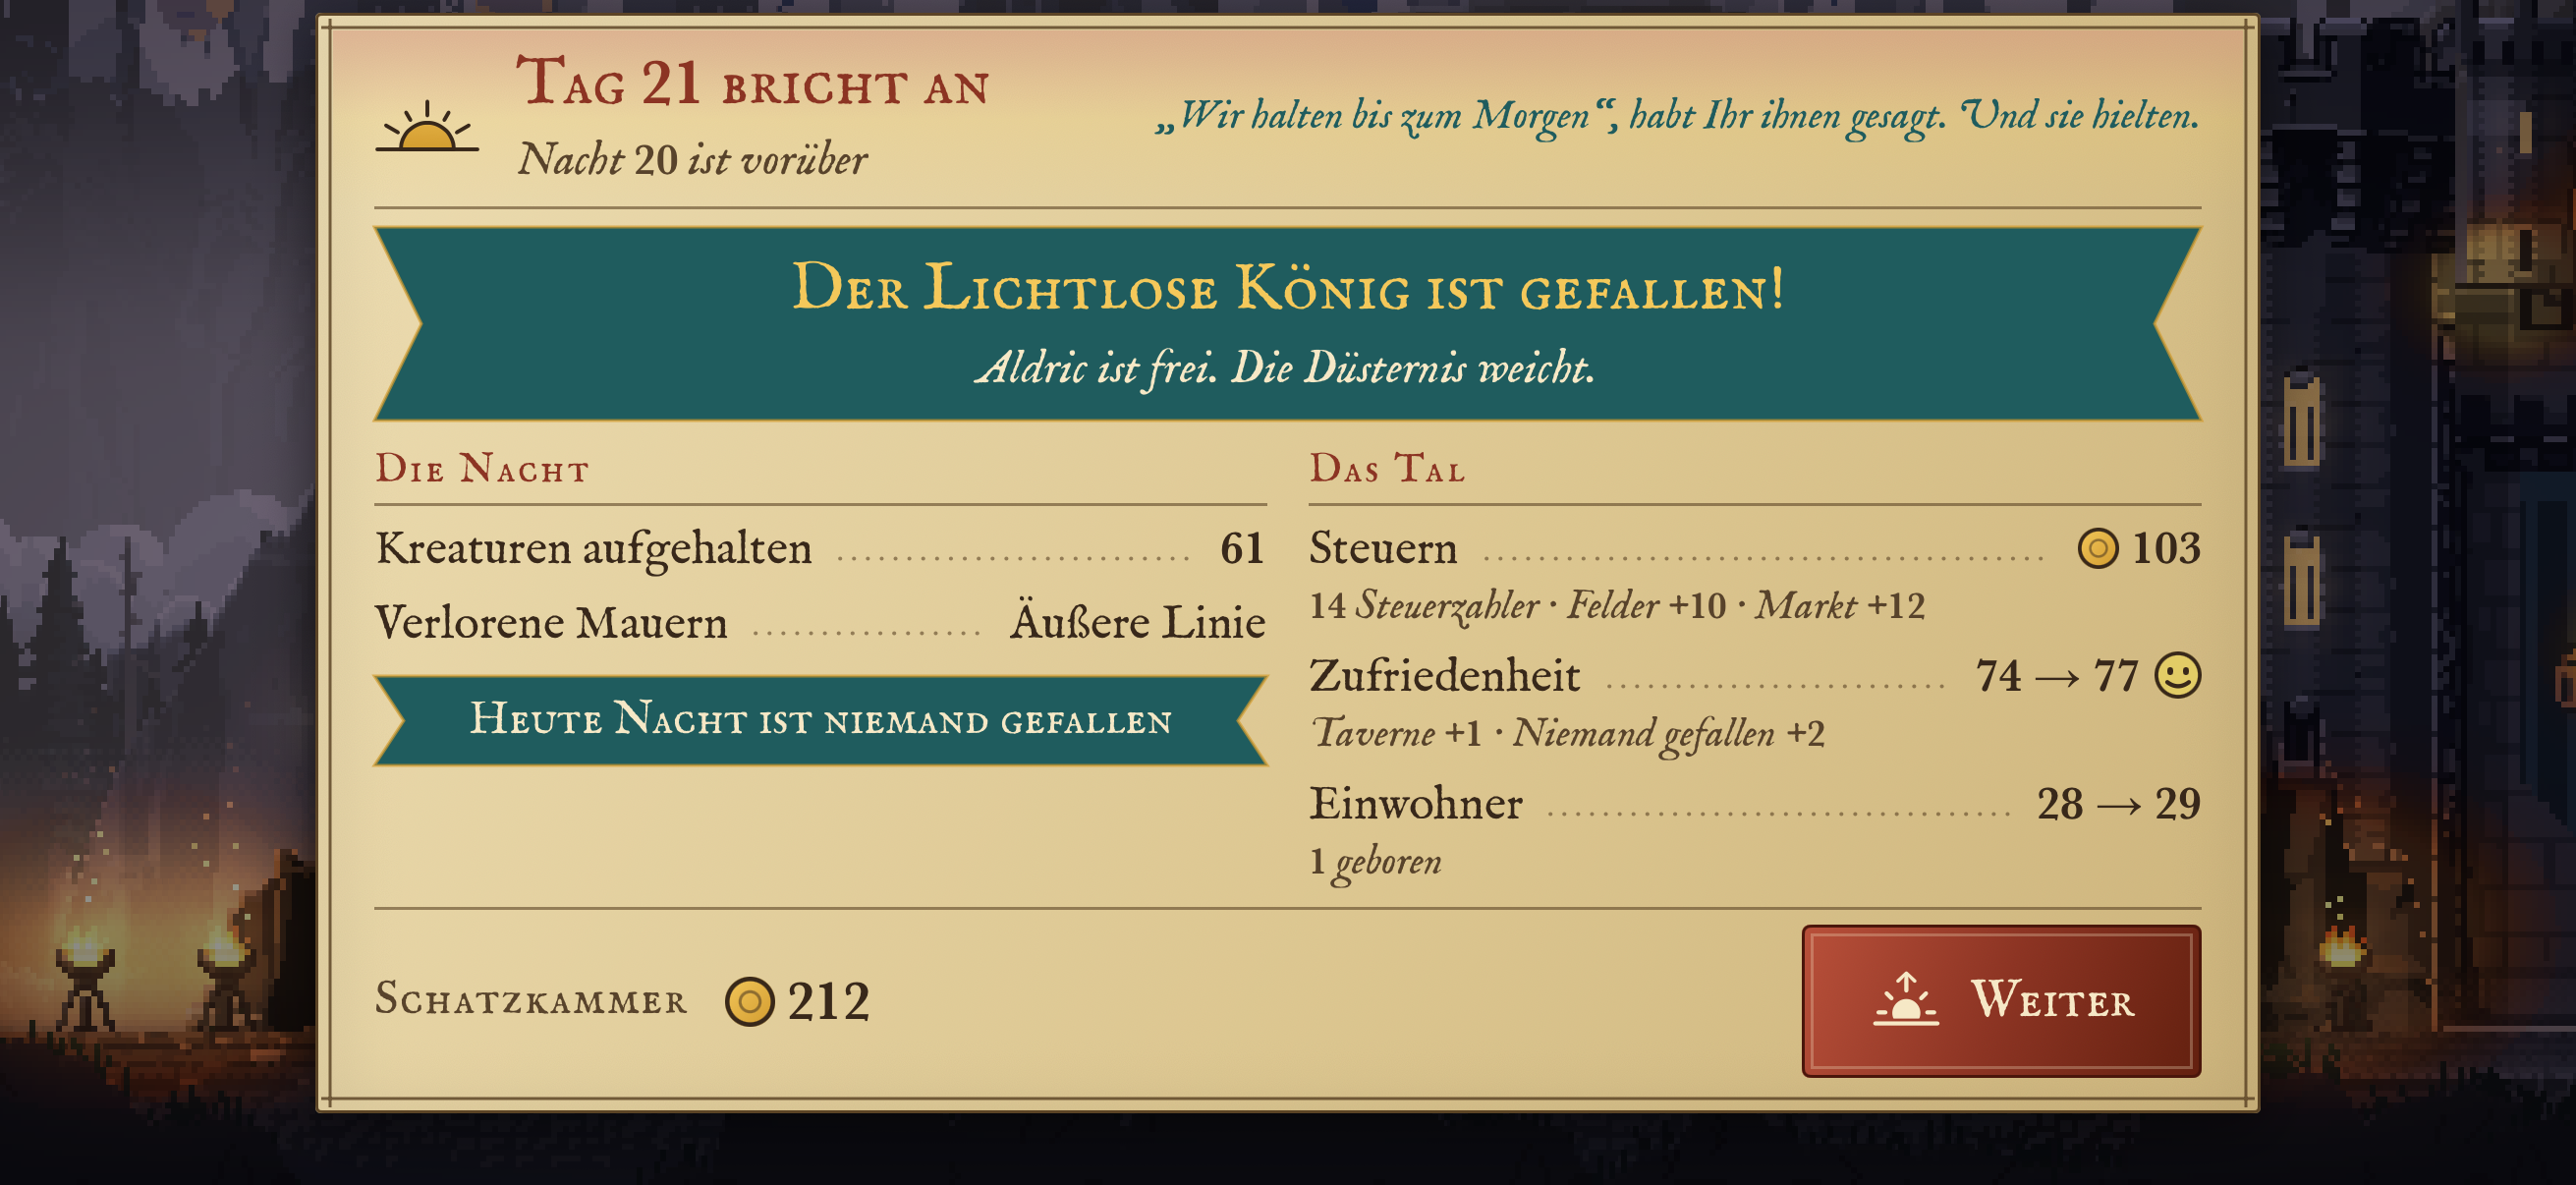 Tag 21 bricht an
Nacht 20 ist vorüber
„Wir halten bis zum Morgen“, habt Ihr ihnen gesagt. Und sie hielten.
Der Lichtlose König ist gefallen!
Aldric ist frei. Die Düsternis weicht.
Die Nacht
Kreaturen aufgehalten 61
Verlorene Mauern Äußere Linie
Heute Nacht ist niemand gefallen
Das Tal
Steuern 103
14 Steuerzahler · Felder +10 · Markt +12
Zufriedenheit 74 → 77
Taverne +1 · Niemand gefallen +2
Einwohner 28 → 29
1 geboren
Schatzkammer 212
Weiter